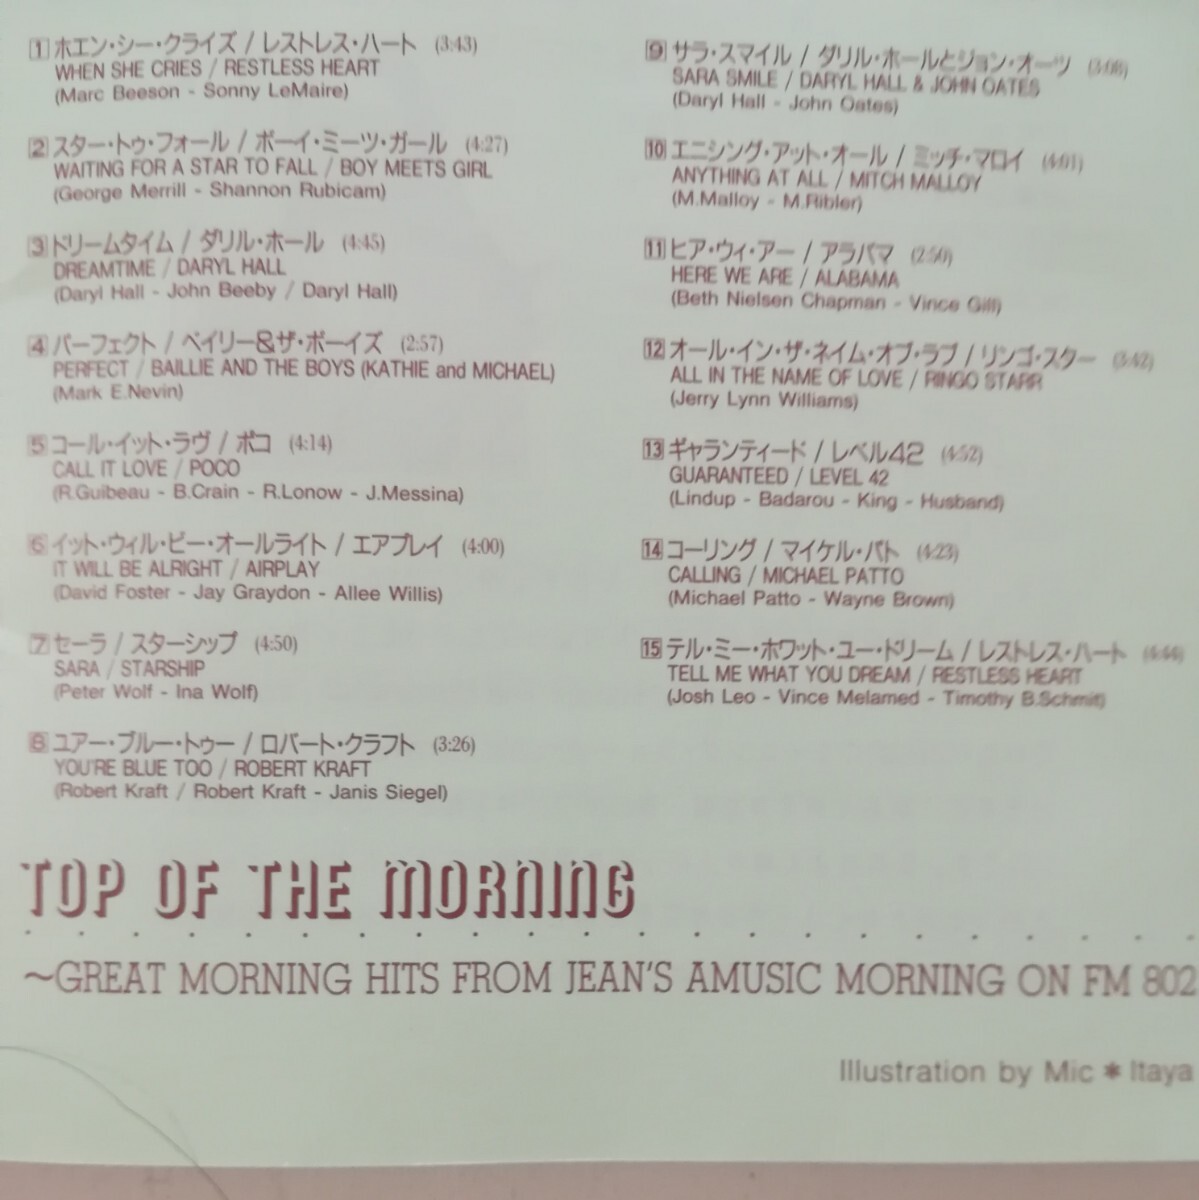 1 ホエン・シー・クライズ / レストレス・ハート (3:43)
WHEN SHE CRIES / RESTLESS HEART
(Marc Beeson - Sonny LeMaire)
2 スター・トゥ・フォール / ボーイ・ミーツ・ガール (4:27)
WAITING FOR A STAR TO FALL / BOY MEETS GIRL
(George Merrill - Shannon Rubicam)
3 ドリームタイム / ダリル・ホール (4:45)
DREAMTIME / DARYL HALL
(Daryl Hall - John Beeby / Daryl Hall)
4 パーフェクト / ベイリー&ザ・ボーイズ (2:57)
PERFECT / BAILLIE AND THE BOYS (KATHIE and MICHAEL)
(Mark E.Nevin)
5 コール・イット・ラヴ / ポコ (4:14)
CALL IT LOVE / POCO
(R.Guibeau - B.Crain - R.Lonow - J.Messina)
6 イット・ウィル・ビー・オールライト / エアプレイ (4:00)
IT WILL BE ALRIGHT / AIRPLAY
(David Foster - Jay Graydon - Allee Willis)
7 セーラ / スターシップ (4:50)
SARA / STARSHIP
(Peter Wolf - Ina Wolf)
8 ユアー・ブルー・トゥー / ロバート・クラフト (3:26)
YOU'RE BLUE TOO / ROBERT KRAFT
(Robert Kraft / Robert Kraft - Janis Siegel)
9 サラ・スマイル / ダリル・ホールとジョン・オーツ (3:08)
SARA SMILE / DARYL HALL & JOHN OATES
(Daryl Hall - John Oates)
10 エニシング・アット・オール / ミッチ・マロイ (4:01)
ANYTHING AT ALL / MITCH MALLOY
(M.Malloy - M.Ribler)
11 ヒア・ウィ・アー / アラバマ (2:50)
HERE WE ARE / ALABAMA
(Beth Nielsen Chapman - Vince Gill)
12 オール・イン・ザ・ネイム・オブ・ラブ / リンゴ・スター (3:42)
ALL IN THE NAME OF LOVE / RINGO STARR
(Jerry Lynn Williams)
13 ギャランティード / レベル42 (4:52)
GUARANTEED / LEVEL 42
(Lindup - Badarou - King - Husband)
14 コーリング / マイケル・パト (4:23)
CALLING / MICHAEL PATTO
(Michael Patto - Wayne Brown)
15 テル・ミー・ホワット・ユー・ドリーム / レストレス・ハート (4:44)
TELL ME WHAT YOU DREAM / RESTLESS HEART
(Josh Leo - Vince Melamed - Timothy B.Schmit)
TOP OF THE MORNING
~GREAT MORNING HITS FROM JEAN'S AMUSIC MORNING ON FM 802
Illustration by Mic * Itaya